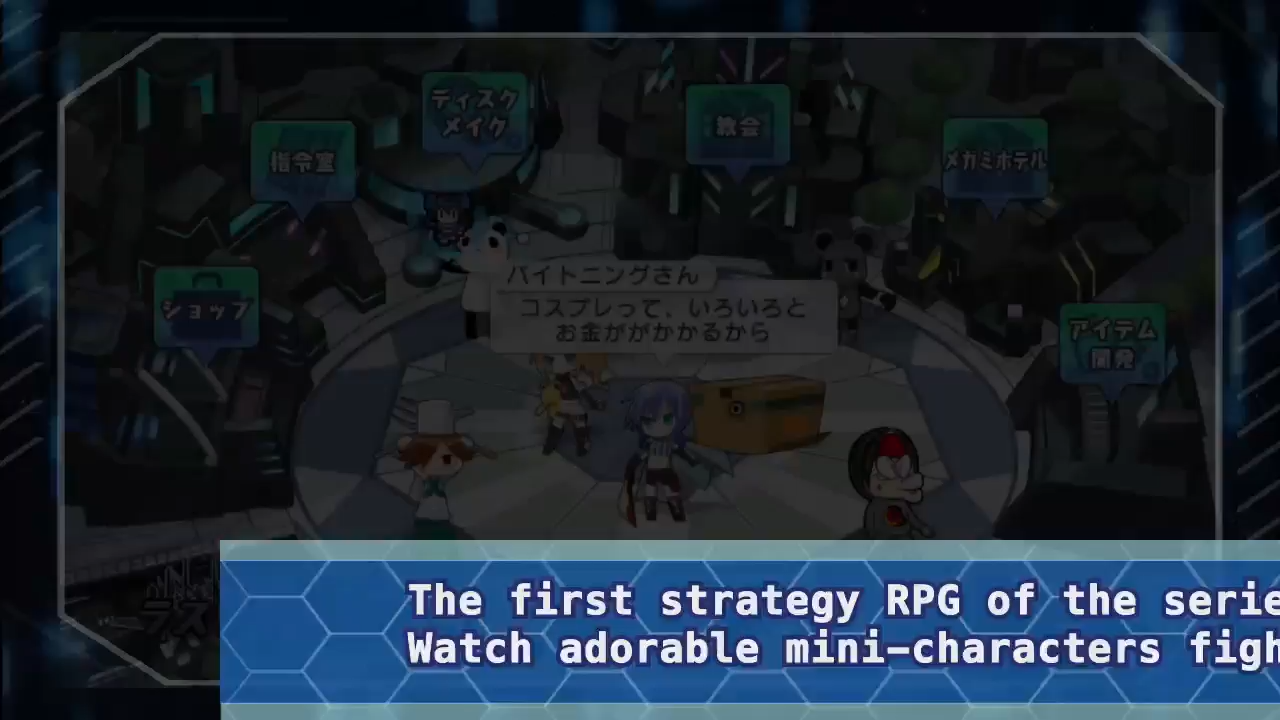 ディスク
メイク
教会
指令室
メガミホテル
ショップ
バイトニングさん
コスプレって、いろいろと
お金ががかかるから
アイテム
開発
The first strategy RPG of the serie
Watch adorable mini-characters figh